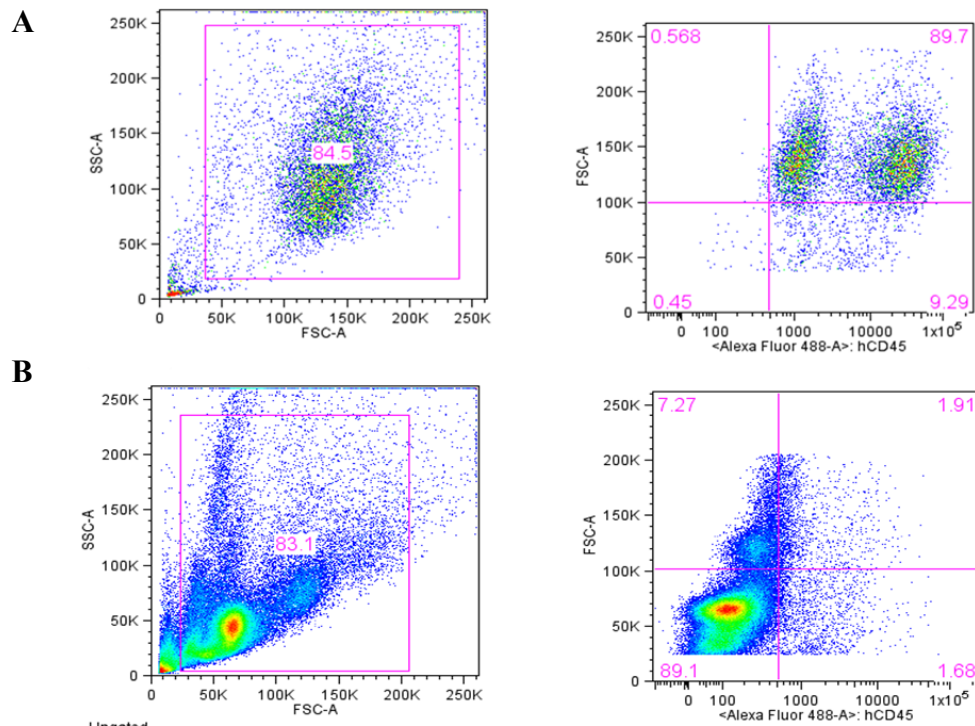 A
250K
200K
150K
100K
50K
0
SSC-A
84.5
0 50K 100K 150K 200K 250K
FSC-A
0.568 89.7
250K
200K
150K
100K
50K
0
FSC-A
0.45 9.29
0 100 1000 10000 1x10^5
<Alexa Fluor 488-A>: hCD45
B
250K
200K
150K
100K
50K
0
SSC-A
83.1
0 50K 100K 150K 200K 250K
FSC-A
7.27 1.91
250K
200K
150K
100K
50K
0
FSC-A
89.1 1.68
0 100 1000 10000 1x10^5
<Alexa Fluor 488-A>: hCD45